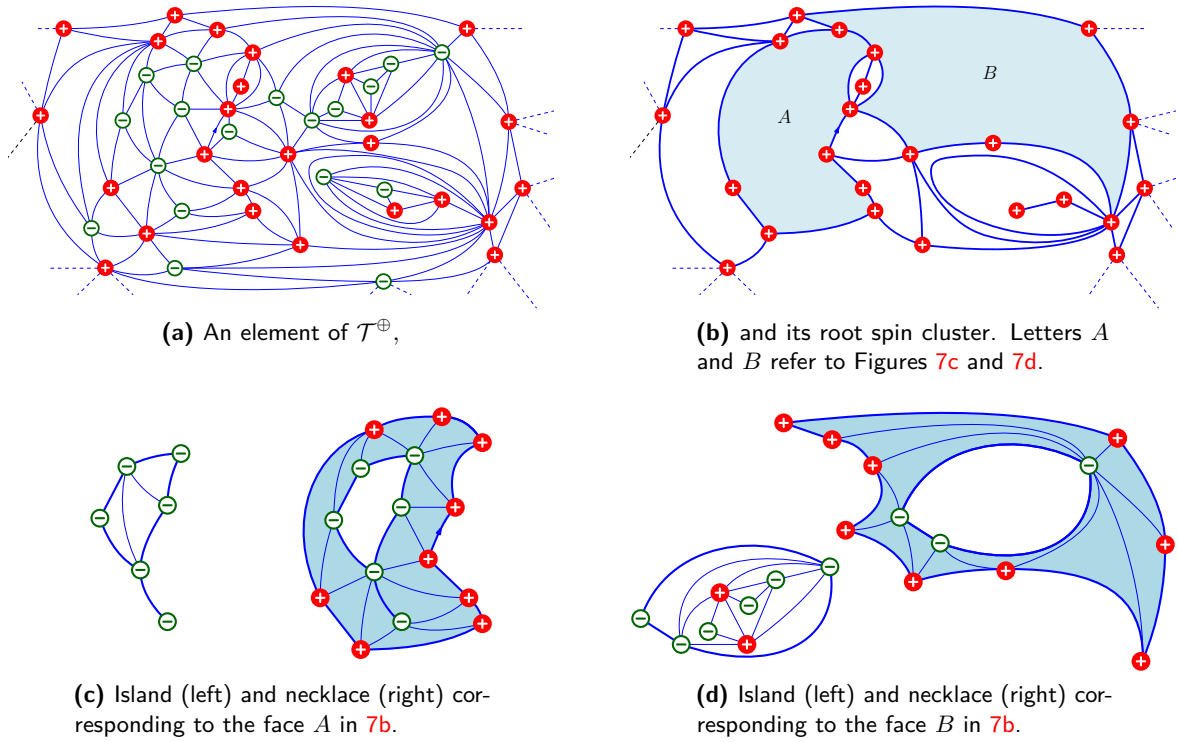 A
B
(a) An element of 𝒯⊕,
(b) and its root spin cluster. Letters A
and B refer to Figures 7c and 7d.
(c) Island (left) and necklace (right) cor-
responding to the face A in 7b.
(d) Island (left) and necklace (right) cor-
responding to the face B in 7b.